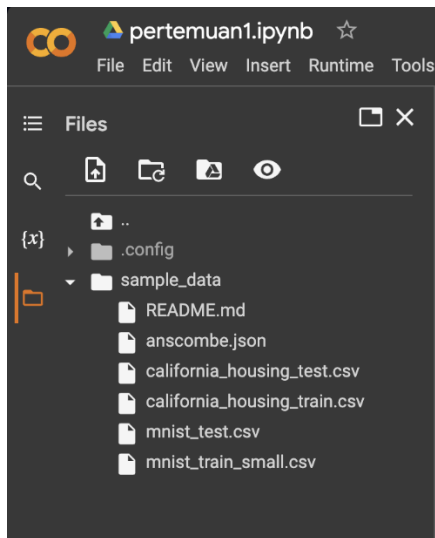 pertemuan1.ipynb
File Edit View Insert Runtime Tools
Files
{x}
..
.config
sample_data
README.md
anscombe.json
california_housing_test.csv
california_housing_train.csv
mnist_test.csv
mnist_train_small.csv